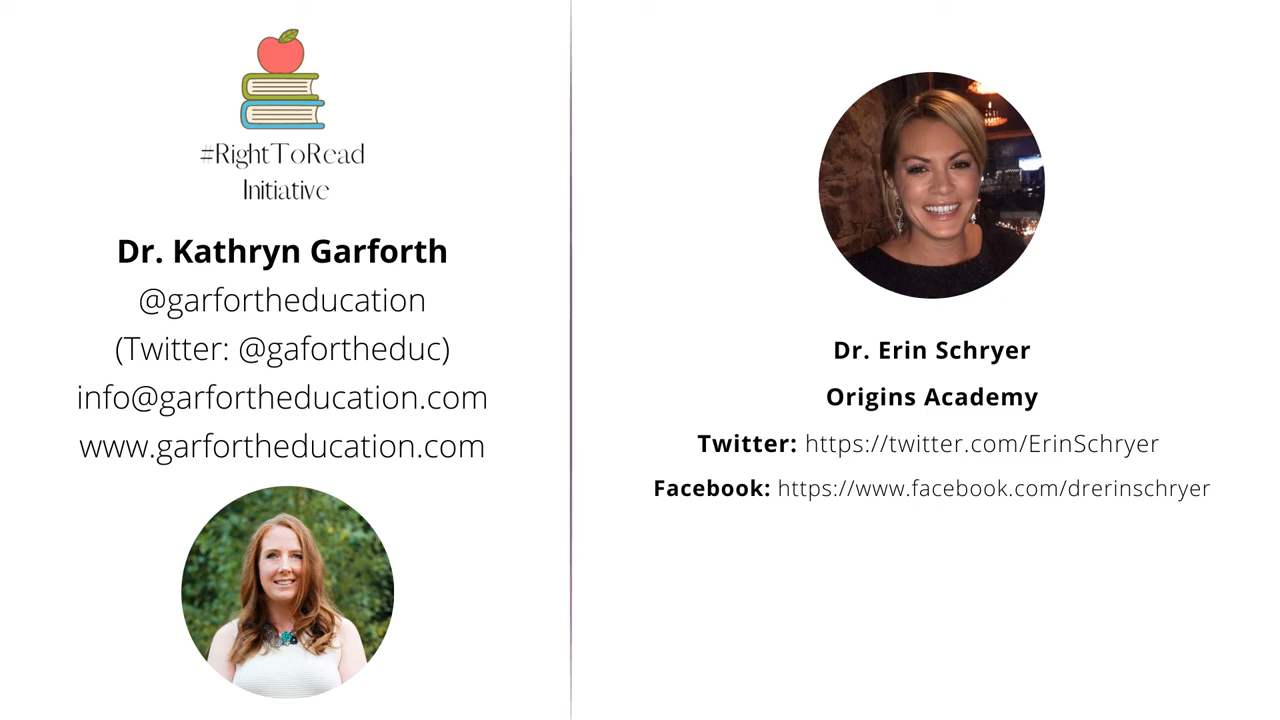 #RightToRead
Initiative
Dr. Kathryn Garforth
@garfortheducation
(Twitter: @gafortheduc)
info@garfortheducation.com
www.garfortheducation.com
Dr. Erin Schryer
Origins Academy
Twitter: https://twitter.com/ErinSchryer
Facebook: https://www.facebook.com/drerinschryer